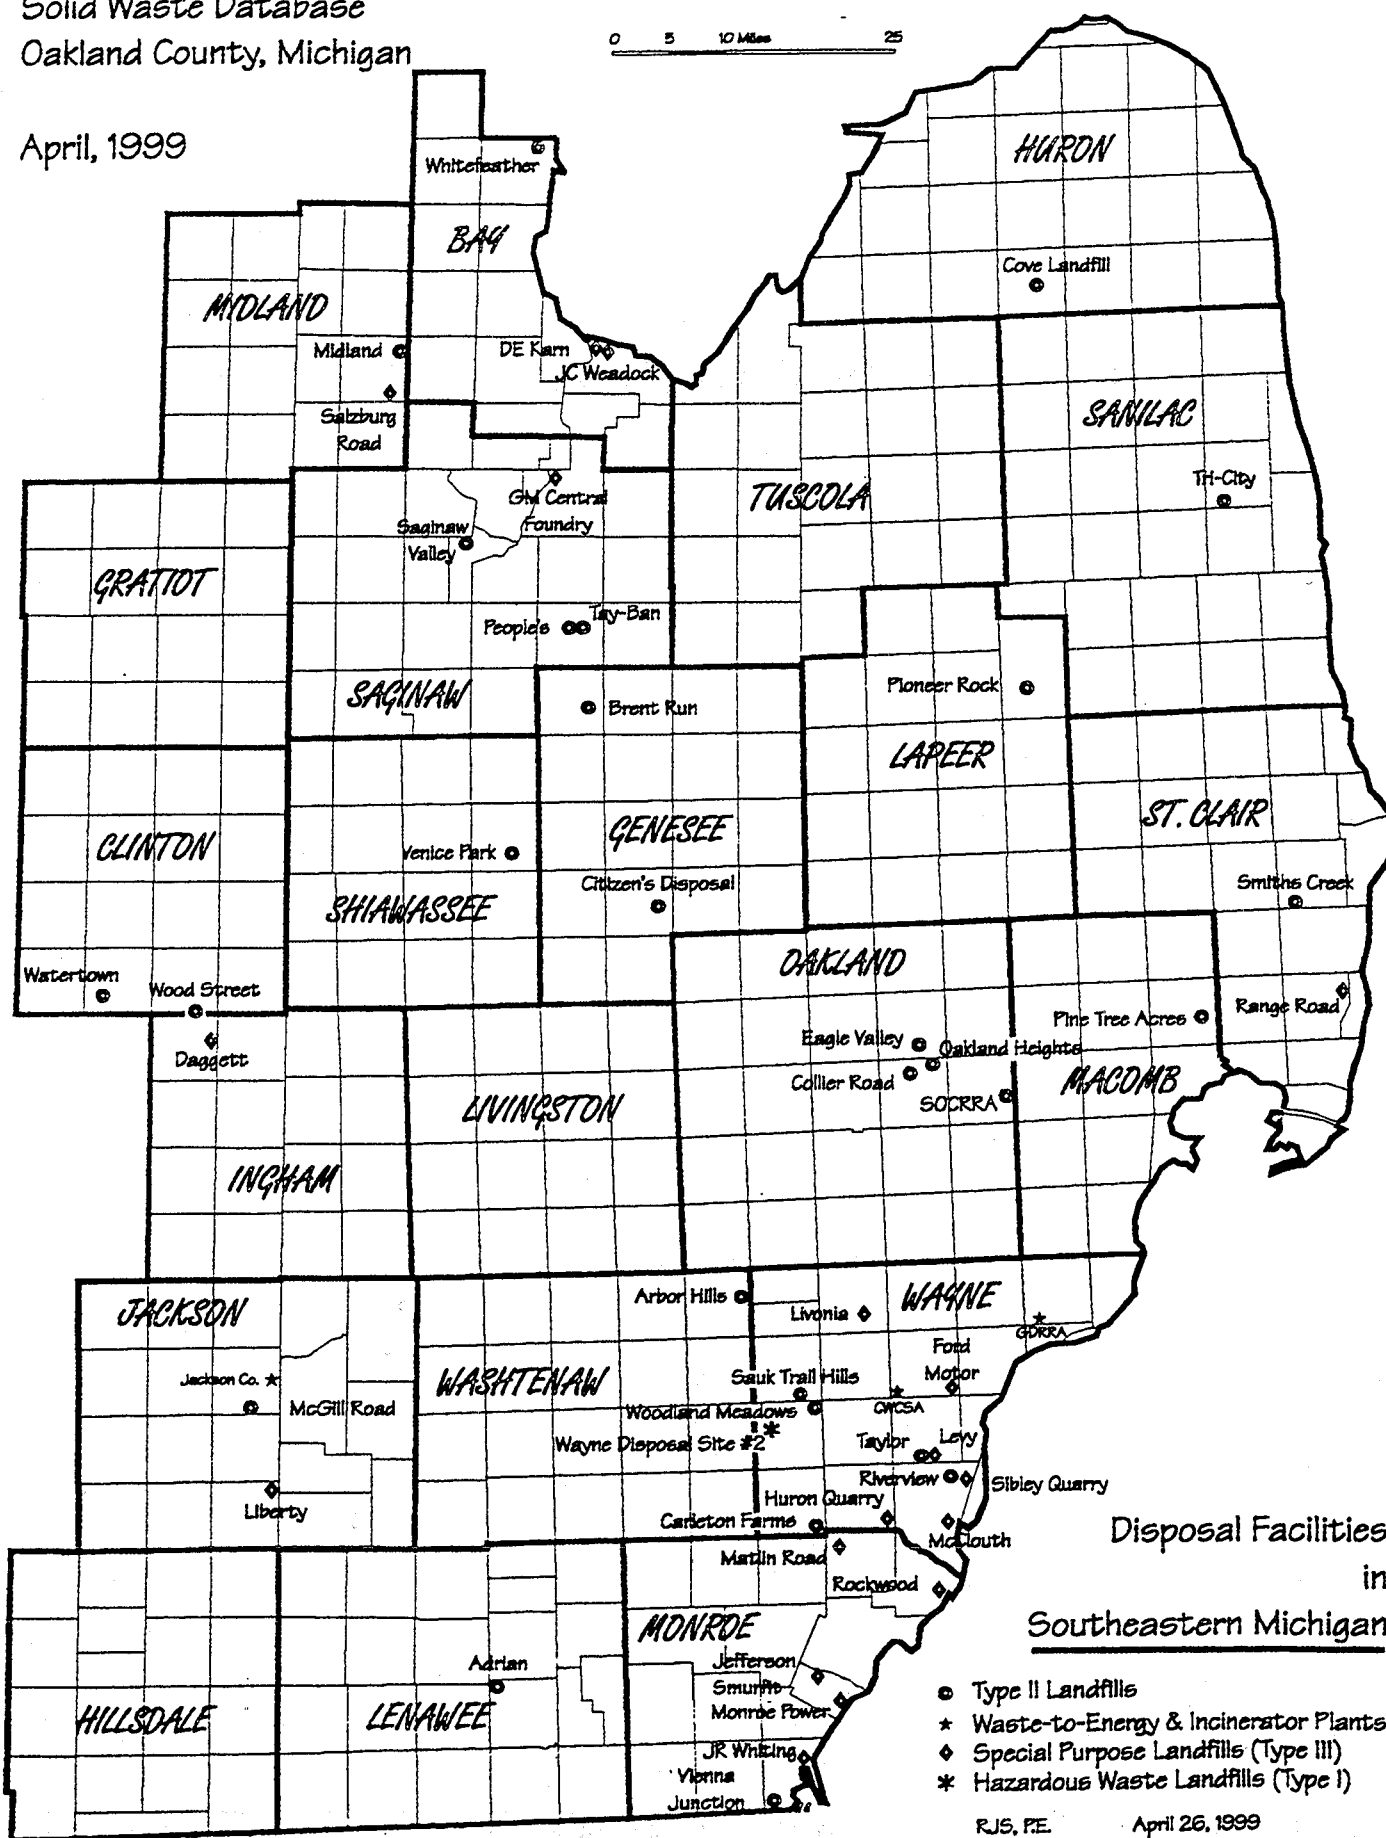 Solid Waste Database
Oakland County, Michigan
0 5 10 Miles 25
April, 1999
HURON
Whitefeather
BAY
Cove Landfill
MIDLAND
Midland
DE Karn
JC Weadock
Salzburg
Road
SANILAC
Tri-City
TUSCOLA
GM Central
Foundry
Saginaw
Valley
GRATIOT
People's
Tay-Ban
SAGINAW
Pioneer Rock
Brent Run
LAPEER
ST. CLAIR
GENESEE
CLINTON
Venice Park
Citizen's Disposal
Smiths Creek
SHIAWASSEE
OAKLAND
Watertown
Wood Street
Range Road
Pine Tree Acres
Eagle Valley
Oakland Heights
Daggett
Collier Road
MACOMB
SOCRRA
LIVINGSTON
INGHAM
Arbor Hills
WAYNE
JACKSON
Livonia
GDRRA
Ford
Motor
Jackson Co.
WASHTENAW
Sauk Trail Hills
McGill Road
Woodland Meadows
CWCSA
Wayne Disposal Site #2
Taylor
Levy
Riverview
Sibley Quarry
Liberty
Huron Quarry
Carleton Farms
McLouth
Disposal Facilities
in
Southeastern Michigan
Matlin Road
Rockwood
MONROE
Jefferson
Smurfit
Monroe Power
Adrian
HILLSDALE
LENAWEE
JR Whiting
Vienna
Junction
Type II Landfills
Waste-to-Energy & Incinerator Plants
Special Purpose Landfills (Type III)
Hazardous Waste Landfills (Type I)
RJS, P.E. April 26, 1999